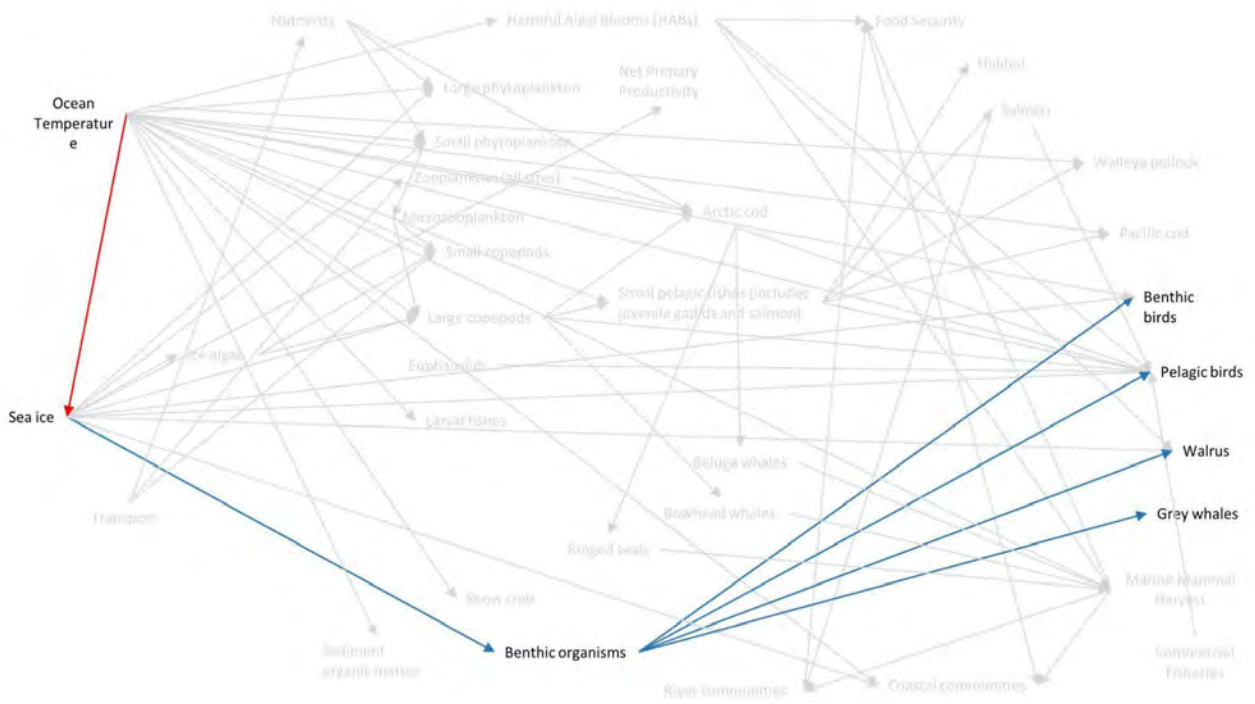 Nutrients
Harmful Algal Blooms (HABs)
Food Security
Net Primary
Productivity
Halibut
Large phytoplankton
Ocean
Temperatur
e
Salmon
Small phytoplankton
Walleye pollock
Zooplankton (all sizes)
Microzooplankton
Arctic cod
Pacific cod
Small copepods
Small pelagic fishes (includes
juvenile gadids and salmon)
Benthic
birds
Large copepods
Ice algae
Euphausiids
Pelagic birds
Sea ice
Larval fishes
Walrus
Beluga whales
Bowhead whales
Grey whales
Transport
Ringed seals
Marine Mammal
Harvest
Snow crab
Sediment
organic matter
Benthic organisms
Commercial
Fisheries
River communities
Coastal communities